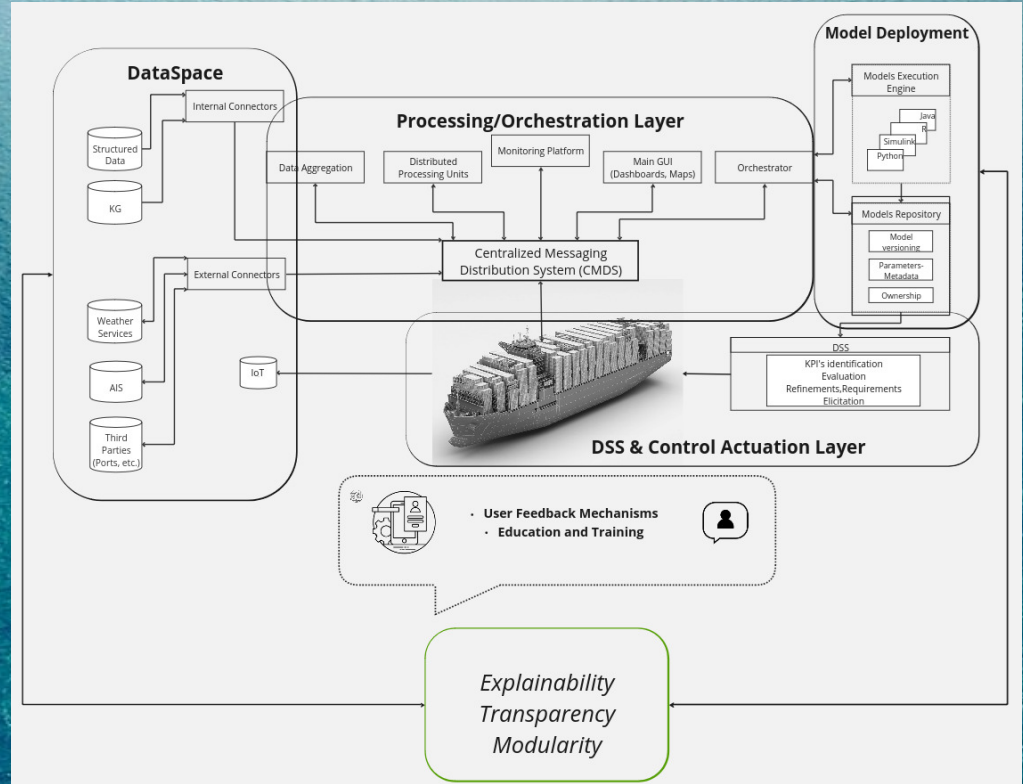 Model Deployment
DataSpace
Models Execution
Engine
Internal Connectors
Java
R
Simulink
Python
Processing/Orchestration Layer
Structured
Data
KG
Data Aggregation
Distributed
Processing Units
Monitoring Platform
Main GUI
(Dashboards, Maps)
Orchestrator
Models Repository
Model
versioning
Parameters-
Metadata
Ownership
Centralized Messaging
Distribution System (CMDS)
External Connectors
Weather
Services
AIS
Third
Parties
(Ports, etc.)
IoT
DSS
KPI's identification
Evaluation
Refinements,Requirements
Elicitation
DSS & Control Actuation Layer
· User Feedback Mechanisms
· Education and Training
Explainability
Transparency
Modularity